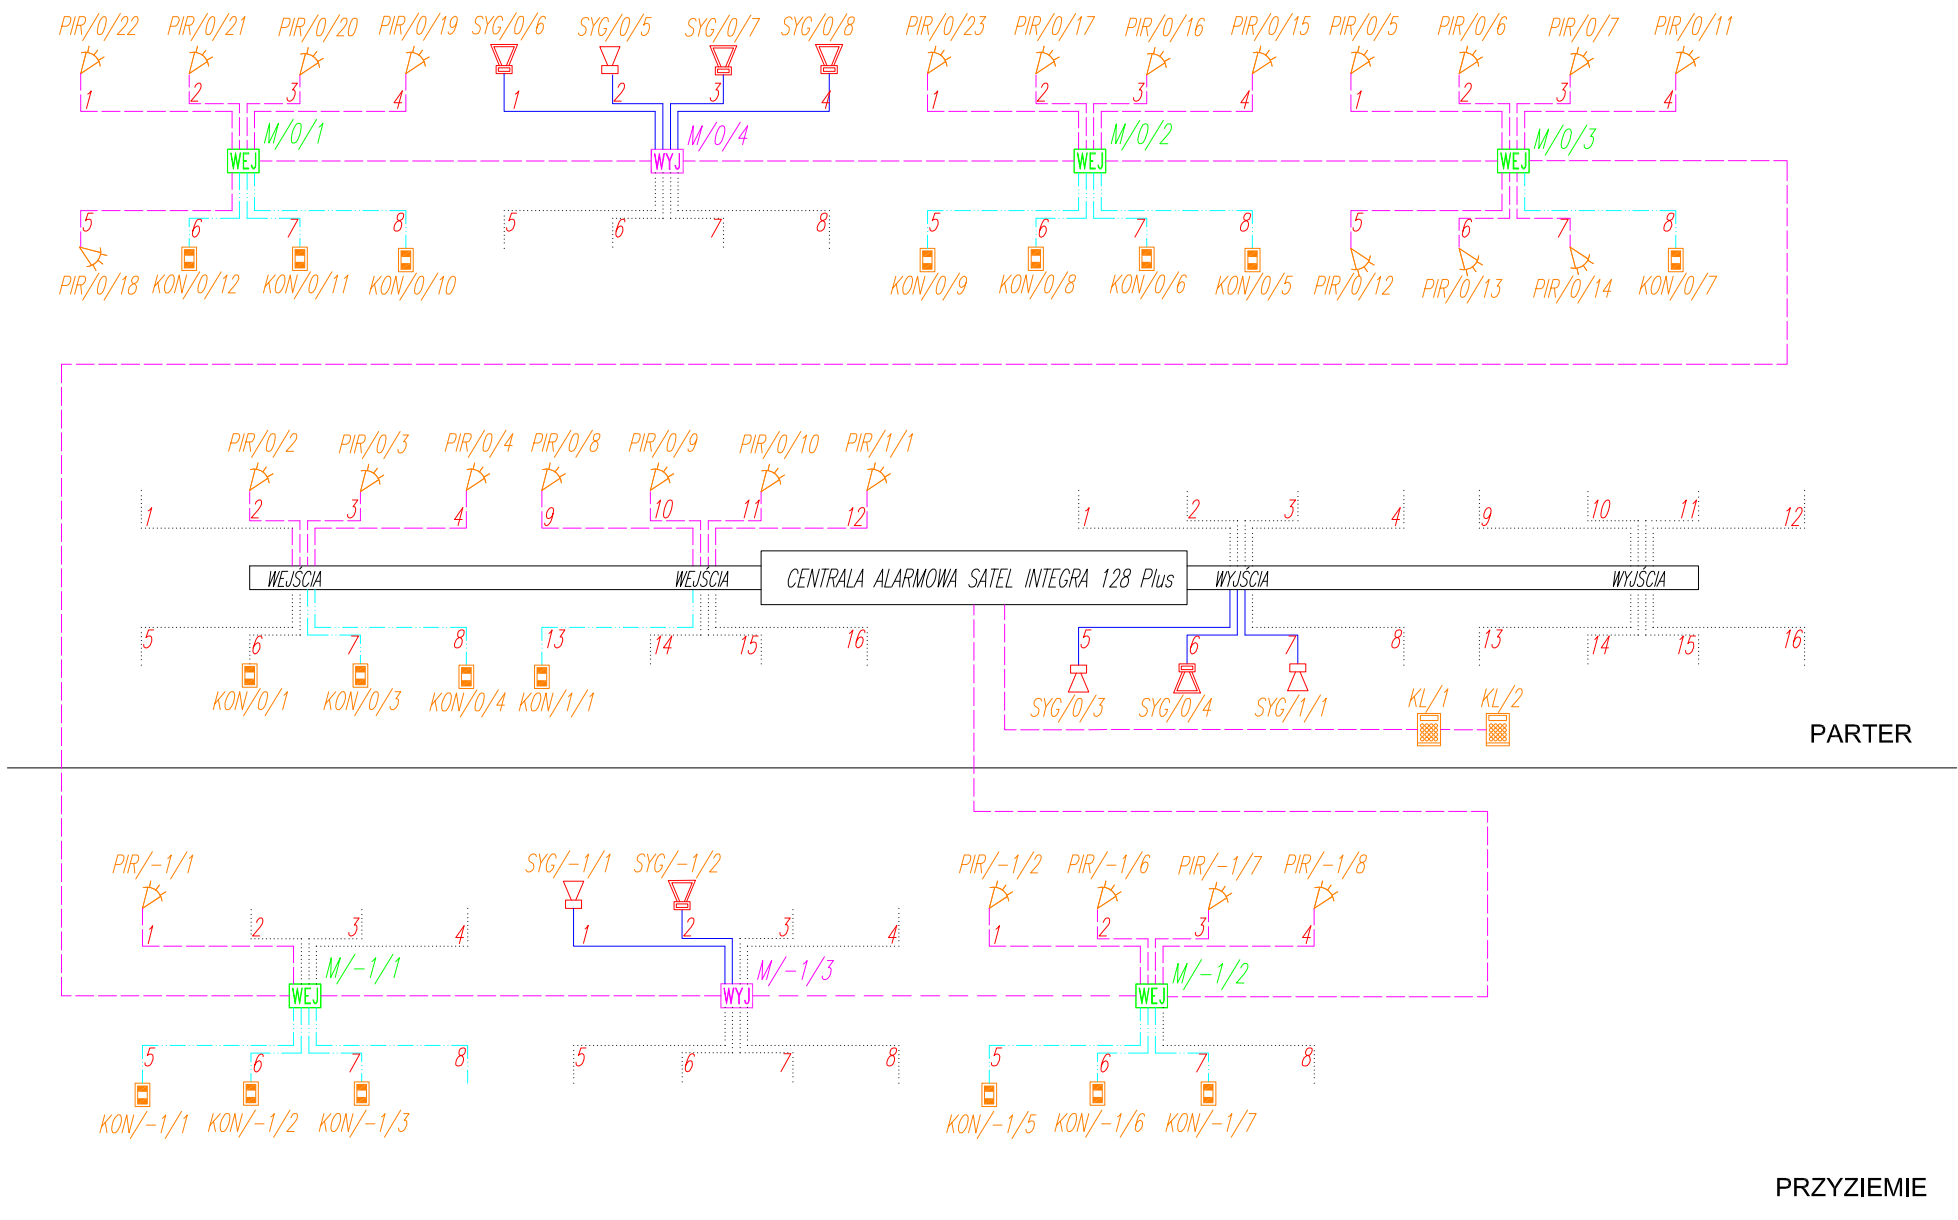 PIR/0/22 PIR/0/21 PIR/0/20 PIR/0/19 SYG/0/6 SYG/0/5 SYG/0/7 SYG/0/8 PIR/0/23 PIR/0/17 PIR/0/16 PIR/0/15 PIR/0/5 PIR/0/6 PIR/0/7 PIR/0/11
1 2 3 4 1 2 3 4 1 2 3 4 1 2 3 4
M/0/1 M/0/4 M/0/2 M/0/3
WEJ WYJ WEJ WEJ
5 6 7 8 5 6 7 8 5 6 7 8 5 6 7 8
PIR/0/18 KON/0/12 KON/0/11 KON/0/10 KON/0/9 KON/0/8 KON/0/6 KON/0/5 PIR/0/12 PIR/0/13 PIR/0/14 KON/0/7
PIR/0/2 PIR/0/3 PIR/0/4 PIR/0/8 PIR/0/9 PIR/0/10 PIR/1/1
1 2 3 4 9 10 11 12 1 2 3 4 9 10 11 12
WEJŚCIA WEJŚCIA CENTRALA ALARMOWA SATEL INTEGRA 128 Plus WYJŚCIA WYJŚCIA
5 6 7 8 13 14 15 16 5 6 7 8 13 14 15 16
KON/0/1 KON/0/3 KON/0/4 KON/1/1 SYG/0/3 SYG/0/4 SYG/1/1 KL/1 KL/2
PARTER
PIR/-1/1 SYG/-1/1 SYG/-1/2 PIR/-1/2 PIR/-1/6 PIR/-1/7 PIR/-1/8
1 2 3 4 1 2 3 4 1 2 3 4
M/-1/1 M/-1/3 M/-1/2
WEJ WYJ WEJ
5 6 7 8 5 6 7 8 5 6 7 8
KON/-1/1 KON/-1/2 KON/-1/3 KON/-1/5 KON/-1/6 KON/-1/7
PRZYZIEMIE